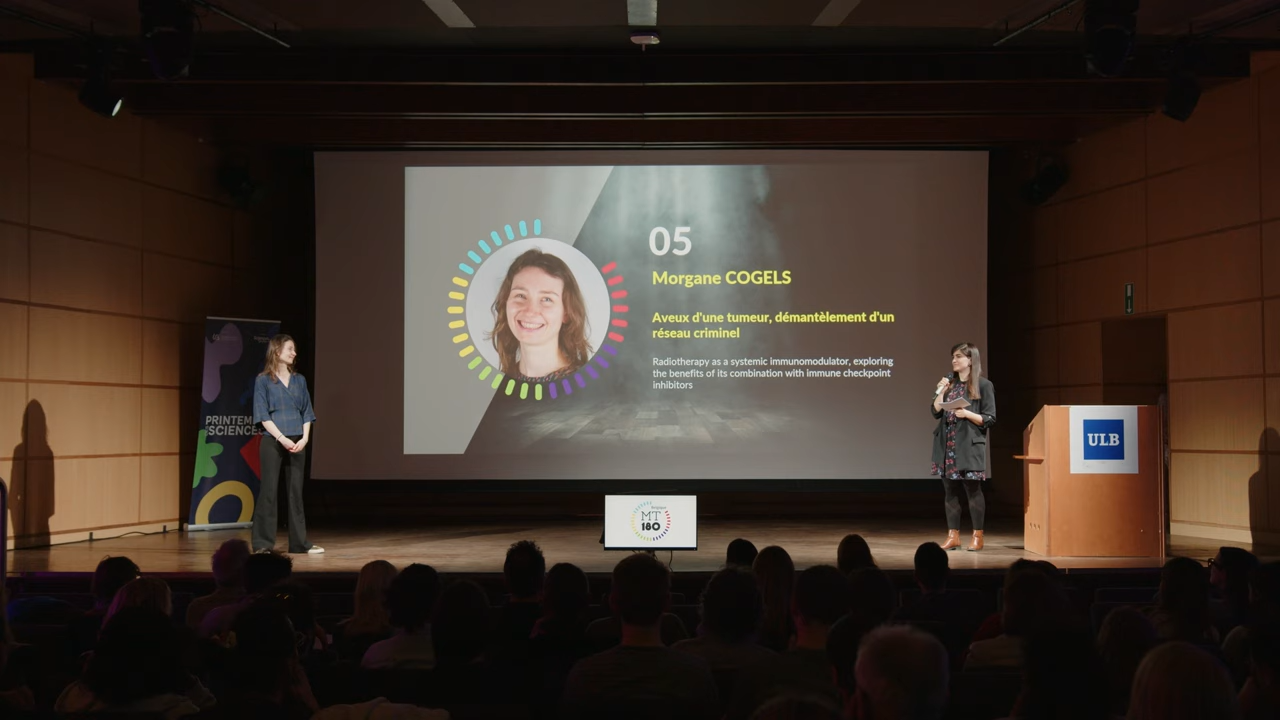 05
Morgane COGELS
Aveux d'une tumeur, démantèlement d'un
réseau criminel
Radiotherapy as a systemic immunomodulator, exploring
the benefits of its combination with immune checkpoint
inhibitors
PRINTEM
SCIENCES
ULB
MT
180